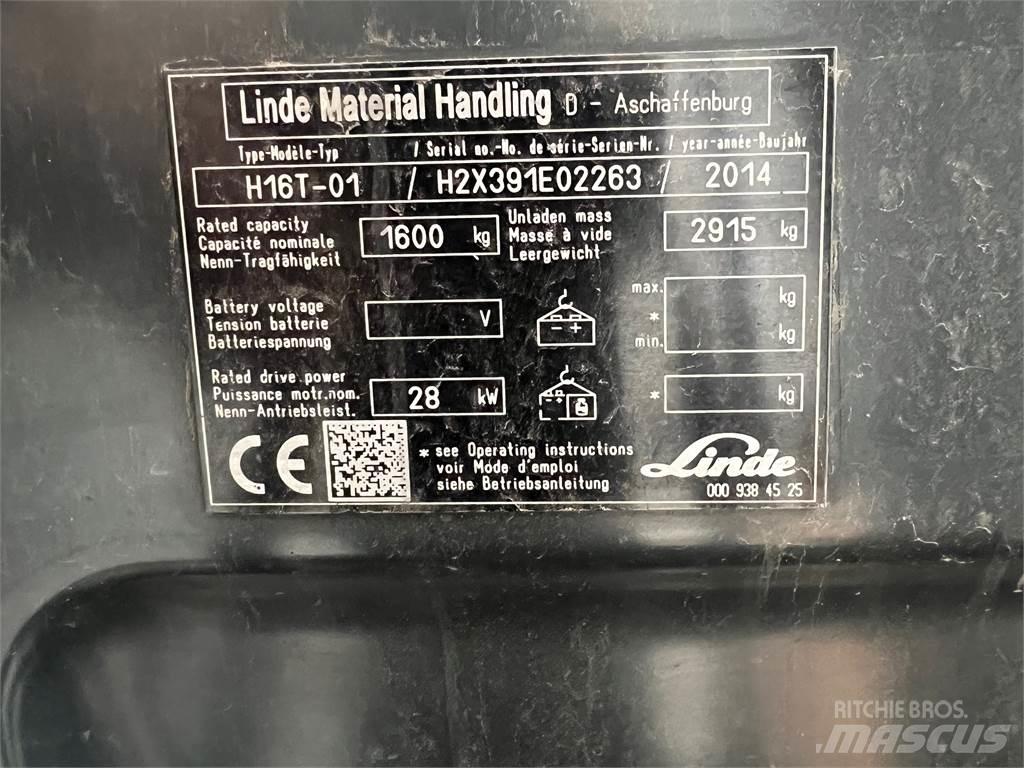 Linde Material Handling D - Aschaffenburg
Type-Modèle-Typ / Serial no.-No. de série-Serien-Nr. / year-année-Baujahr
H16T-01 / H2X391E02263 / 2014
Rated capacity
Capacité nominale
Nenn-Tragfähigkeit
1600 kg
Unladen mass
Masse à vide
Leergewicht
2915 kg
Battery voltage
Tension batterie
Batteriespannung
V
- +
max. kg
*
min. kg
Rated drive power
Puissance motr.nom.
Nenn-Antriebsleist.
28 kW
- +
* kg
CE
* see Operating instructions
voir Mode d'emploi
siehe Betriebsanleitung
Linde
000 938 45 25
RITCHIE BROS.
MASCUS